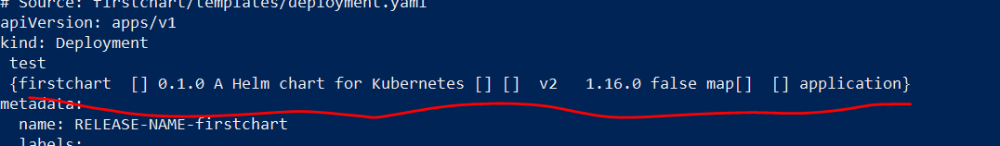 # Source: firstchart/templates/deployment.yaml
apiVersion: apps/v1
kind: Deployment
 test
 {firstchart  [] 0.1.0 A Helm chart for Kubernetes [] []  v2   1.16.0 false map[]  [] application}
metadata:
  name: RELEASE-NAME-firstchart
  labels: